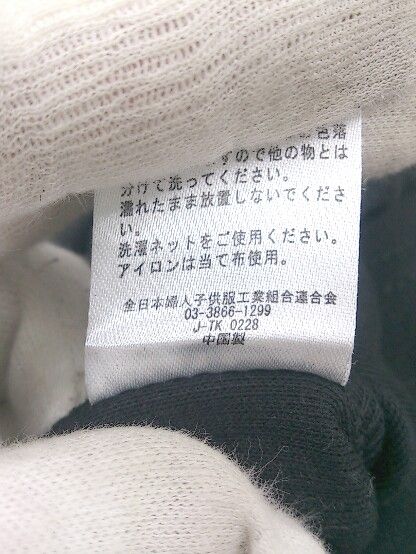 色落
ずので他の物とは
分けて洗ってください。
濡れたまま放置しないでくださ
い。
洗濯ネットをご使用ください。
アイロンは当て布使用。
全日本婦人子供服工業組合連合会
03-3866-1299
J-TK 0228
中国製